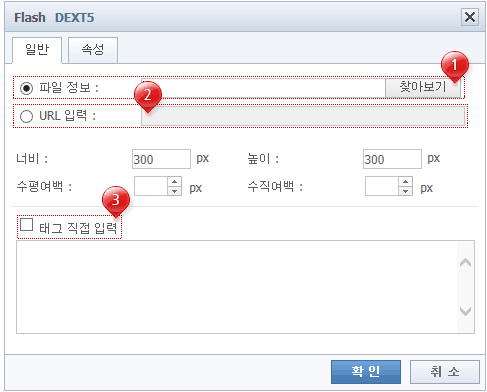 Flash DEXT5
일반 속성
1
파일 정보 : 찾아보기
2
URL 입력 :
너비 : 300 px 높이 : 300 px
수평여백 : px 수직여백 : px
3
태그 직접 입력
확 인 취 소